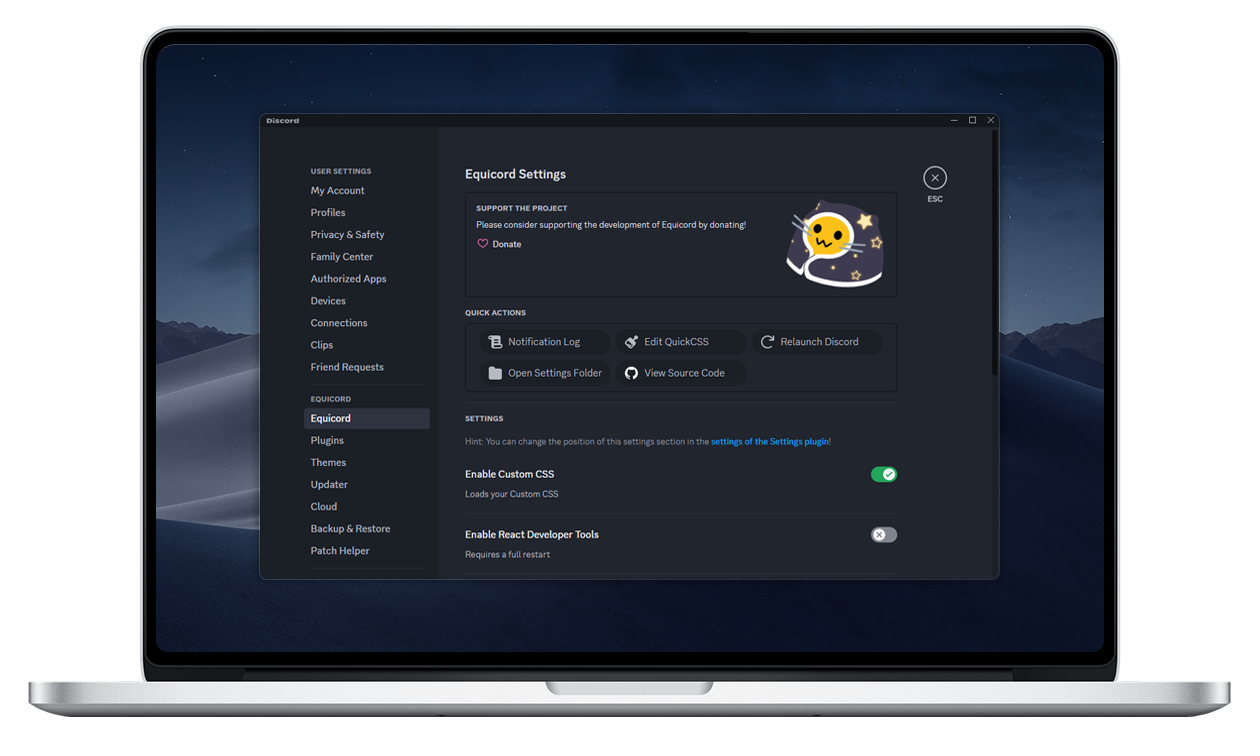 Discord
USER SETTINGS
My Account
Profiles
Privacy & Safety
Family Center
Authorized Apps
Devices
Connections
Clips
Friend Requests
EQUICORD
Equicord
Plugins
Themes
Updater
Cloud
Backup & Restore
Patch Helper
Equicord Settings
ESC
SUPPORT THE PROJECT
Please consider supporting the development of Equicord by donating!
Donate
QUICK ACTIONS
Notification Log
Edit QuickCSS
Relaunch Discord
Open Settings Folder
View Source Code
SETTINGS
Hint: You can change the position of this settings section in the settings of the Settings plugin!
Enable Custom CSS
Loads your Custom CSS
Enable React Developer Tools
Requires a full restart